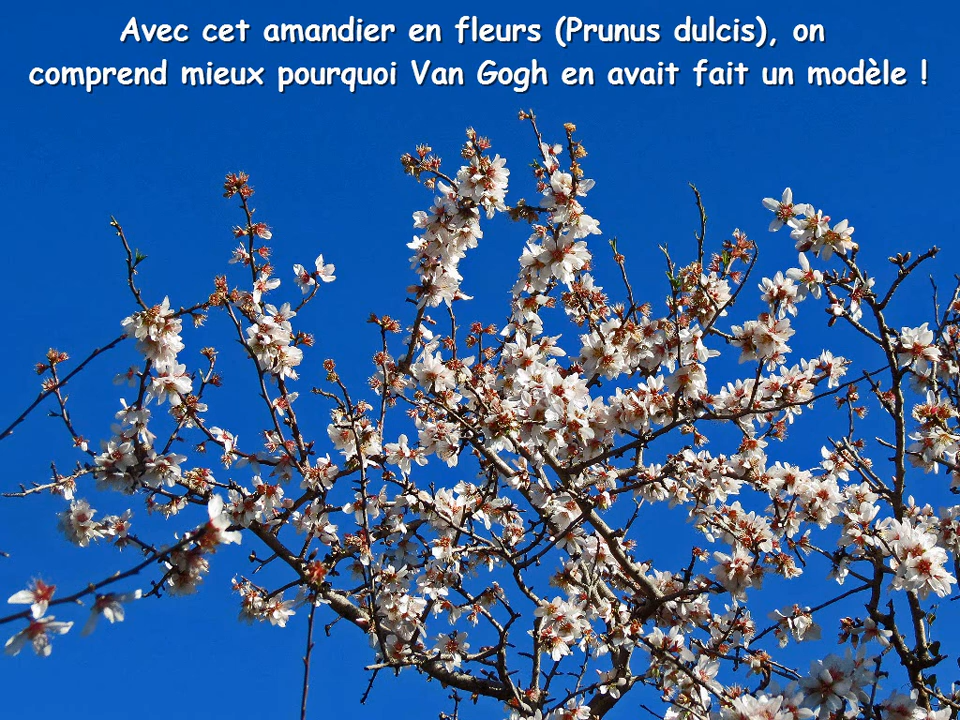 Avec cet amandier en fleurs (Prunus dulcis), on
comprend mieux pourquoi Van Gogh en avait fait un modèle !